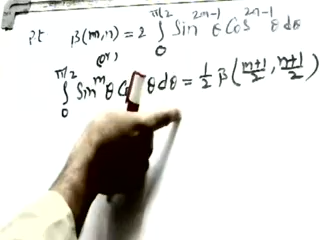 P.t β(m,n) = 2 ∫₀^{π/2} Sin^{2m-1} θ Cos^{2n-1} θ dθ
or,
∫₀^{π/2} Sin^m θ θ dθ = 1/2 β((m+1)/2, (n+1)/2)